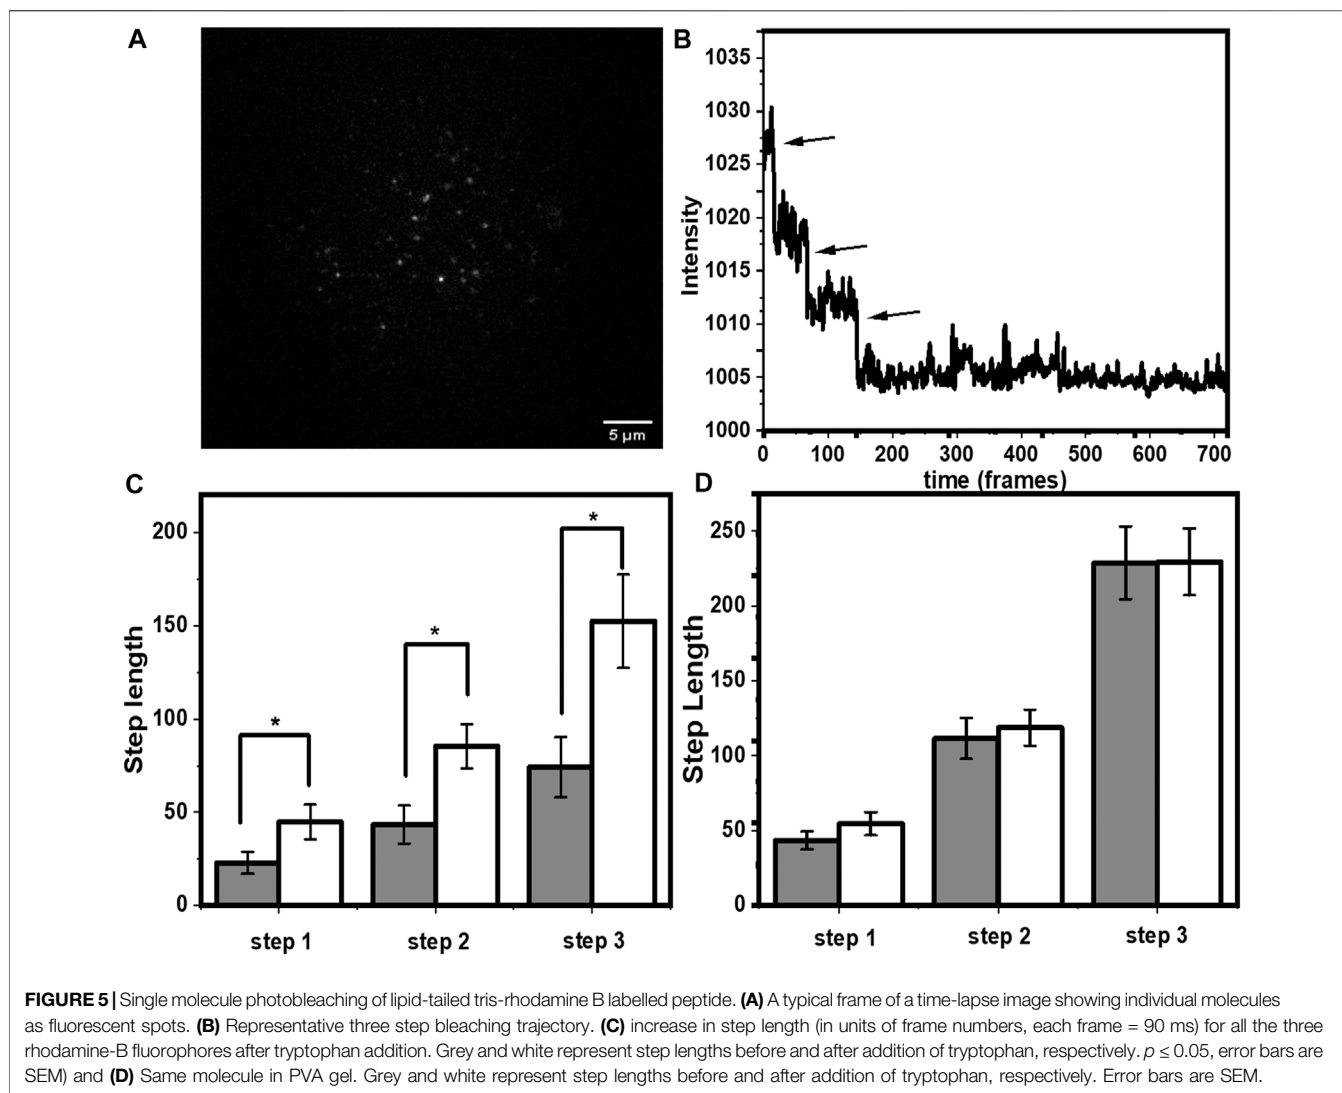 A
5 µm
B
1035
1030
1025
1020
1015
1010
1005
1000
Intensity
0 100 200 300 400 500 600 700
time (frames)
C
200
150
100
50
0
Step length
*
*
*
step 1 step 2 step 3
D
250
200
150
100
50
0
Step Length
step 1 step 2 step 3
FIGURE 5 | Single molecule photobleaching of lipid-tailed tris-rhodamine B labelled peptide. (A) A typical frame of a time-lapse image showing individual molecules
as fluorescent spots. (B) Representative three step bleaching trajectory. (C) increase in step length (in units of frame numbers, each frame = 90 ms) for all the three
rhodamine-B fluorophores after tryptophan addition. Grey and white represent step lengths before and after addition of tryptophan, respectively. p ≤ 0.05, error bars are
SEM) and (D) Same molecule in PVA gel. Grey and white represent step lengths before and after addition of tryptophan, respectively. Error bars are SEM.